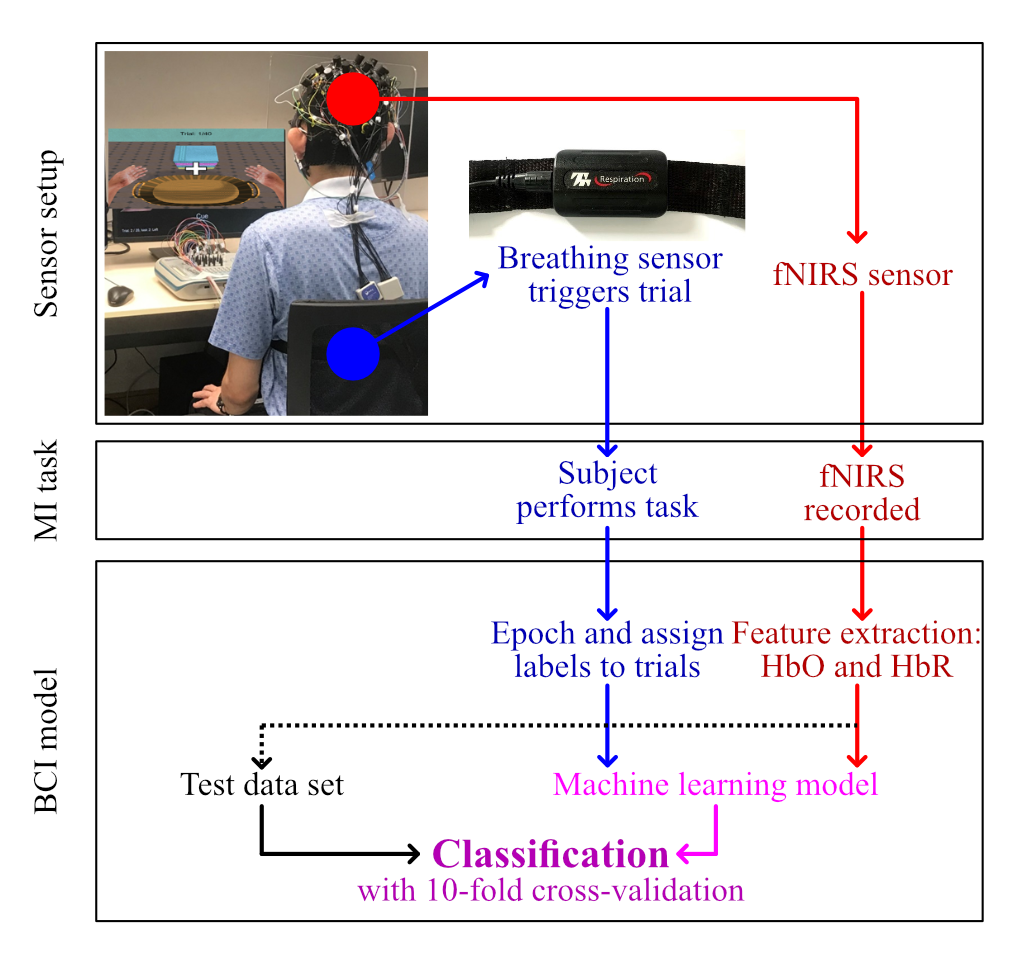 Sensor setup
Trial: 1/40
Cue
Respiration
Breathing sensor
triggers trial
fNIRS sensor
MI task
Subject
performs task
fNIRS
recorded
BCI model
Epoch and assign
labels to trials
Feature extraction:
HbO and HbR
Test data set
Machine learning model
Classification
with 10-fold cross-validation